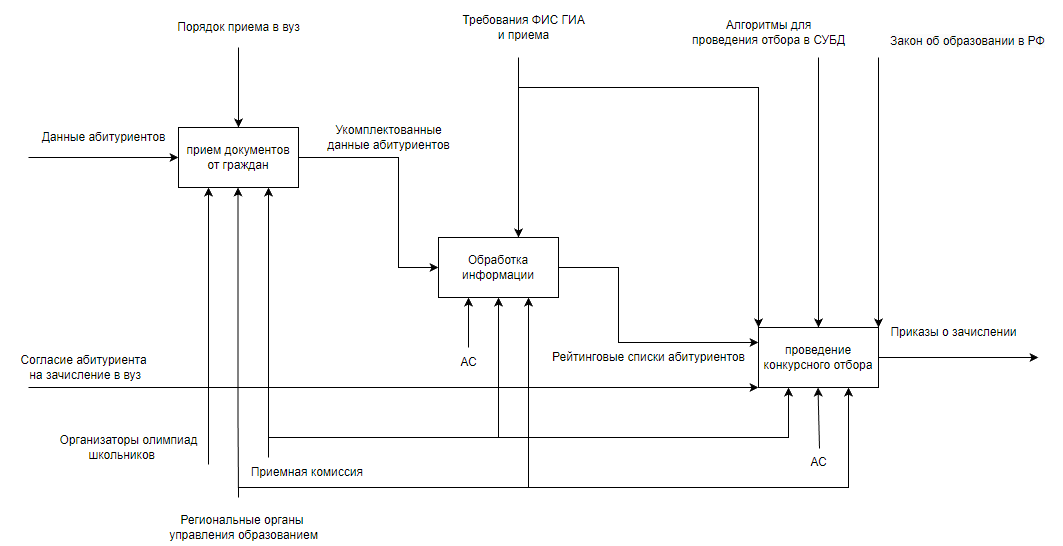 Порядок приема в вуз
Требования ФИС ГИА
и приема
Алгоритмы для
проведения отбора в СУБД
Закон об образовании в РФ
Данные абитуриентов
прием документов
от граждан
Укомплектованные
данные абитуриентов
Обработка
информации
АС
Рейтинговые списки абитуриентов
проведение
конкурсного отбора
Приказы о зачислении
Согласие абитуриента
на зачисление в вуз
Организаторы олимпиад
школьников
Приемная комиссия
АС
Региональные органы
управления образованием